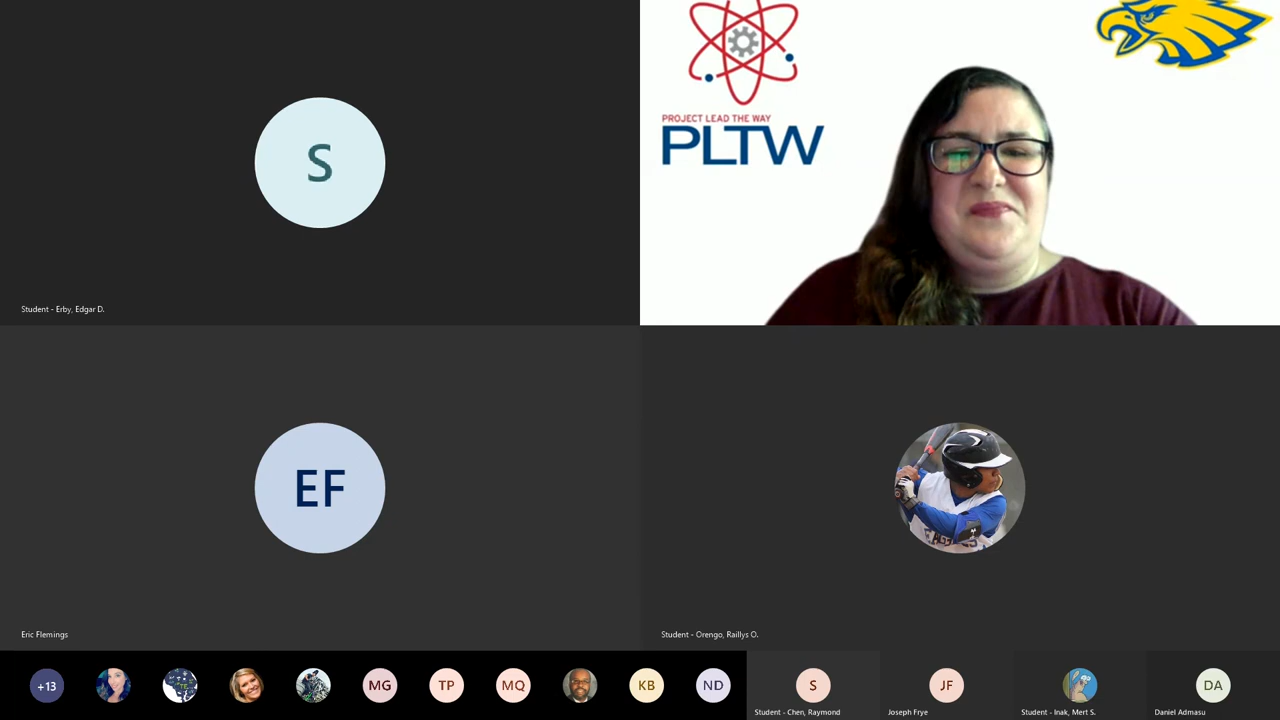 S
Student - Erby, Edgar D.
PROJECT LEAD THE WAY
PLTW
EF
Eric Flemings
EAGLES
Student - Orengo, Raillys O.
+13
MG
TP
MQ
KB
ND
S
Student - Chen, Raymond
JF
Joseph Frye
Student - Inak, Mert S.
DA
Daniel Admasu